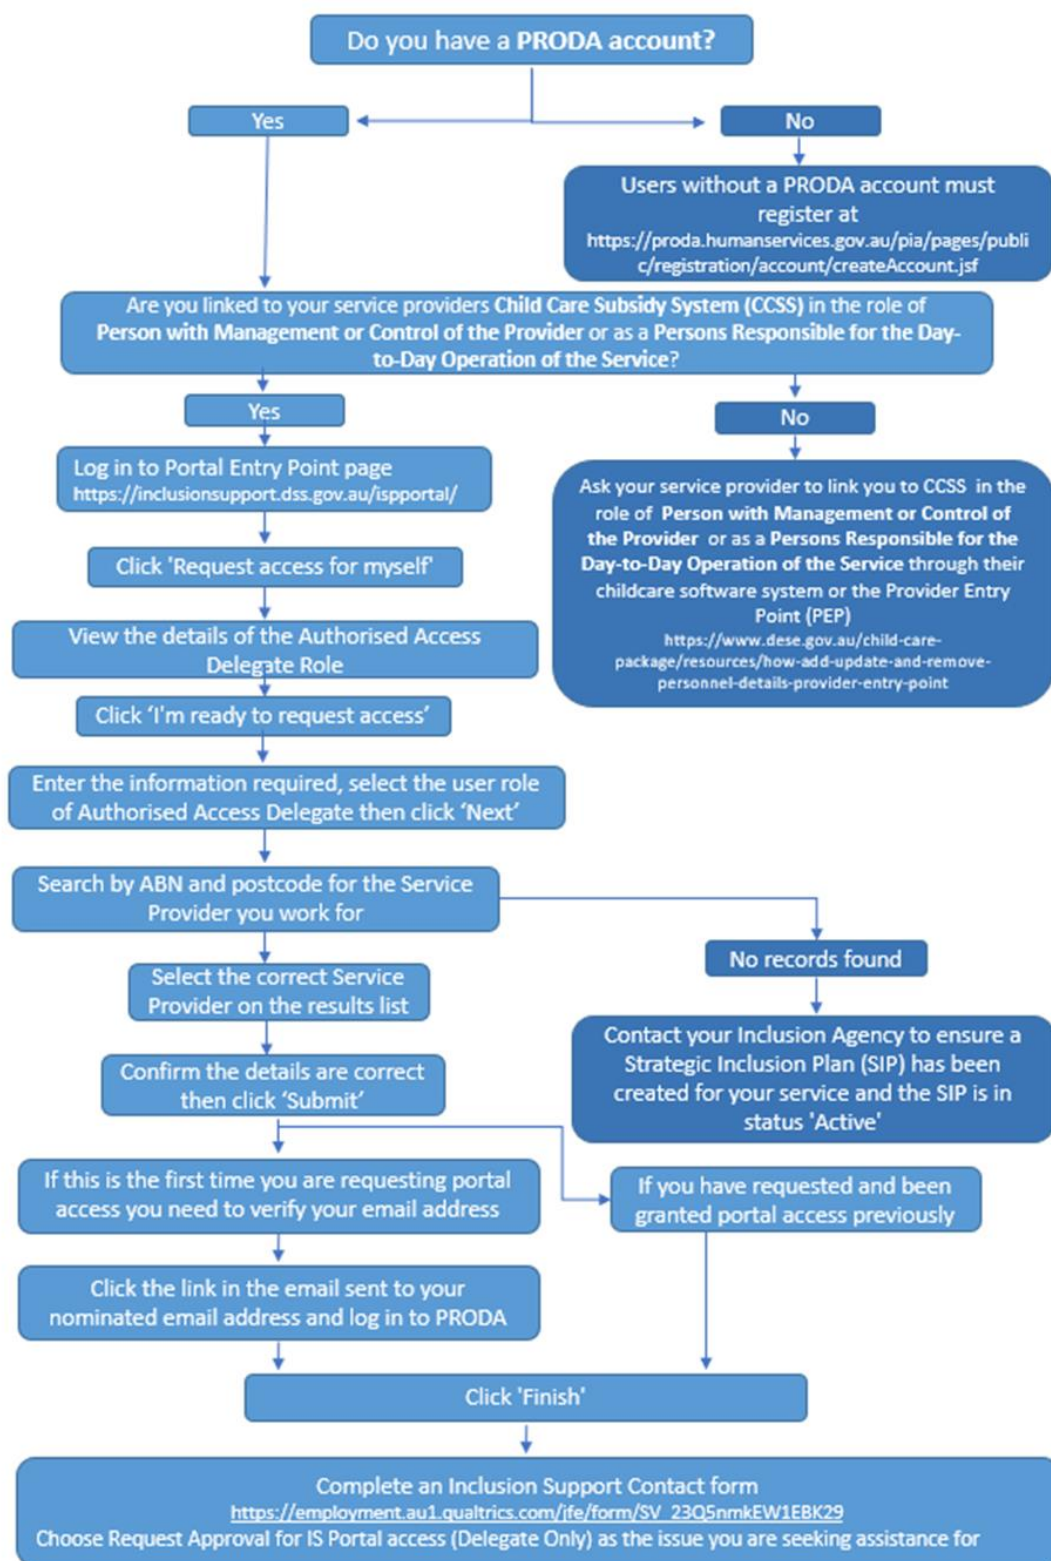 Do you have a PRODA account?
Yes
No
Users without a PRODA account must
register at
https://proda.humanservices.gov.au/pia/pages/publi
c/registration/account/createAccount.jsf
Are you linked to your service providers Child Care Subsidy System (CCSS) in the role of
Person with Management or Control of the Provider or as a Persons Responsible for the Day-
to-Day Operation of the Service?
Yes
No
Log in to Portal Entry Point page
https://inclusionsupport.dss.gov.au/ispportal/
Ask your service provider to link you to CCSS in the
role of Person with Management or Control of
the Provider or as a Persons Responsible for the
Day-to-Day Operation of the Service through their
childcare software system or the Provider Entry
Point (PEP)
https://www.dese.gov.au/child-care-
package/resources/how-add-update-and-remove-
personnel-details-provider-entry-point
Click 'Request access for myself'
View the details of the Authorised Access
Delegate Role
Click ‘I'm ready to request access’
Enter the information required, select the user role
of Authorised Access Delegate then click ‘Next’
Search by ABN and postcode for the Service
Provider you work for
No records found
Select the correct Service
Provider on the results list
Contact your Inclusion Agency to ensure a
Strategic Inclusion Plan (SIP) has been
created for your service and the SIP is in
status 'Active'
Confirm the details are correct
then click ‘Submit’
If this is the first time you are requesting portal
access you need to verify your email address
If you have requested and been
granted portal access previously
Click the link in the email sent to your
nominated email address and log in to PRODA
Click 'Finish'
Complete an Inclusion Support Contact form
https://employment.au1.qualtrics.com/jfe/form/SV_23Q5nmkEW1EBK29
Choose Request Approval for IS Portal access (Delegate Only) as the issue you are seeking assistance for